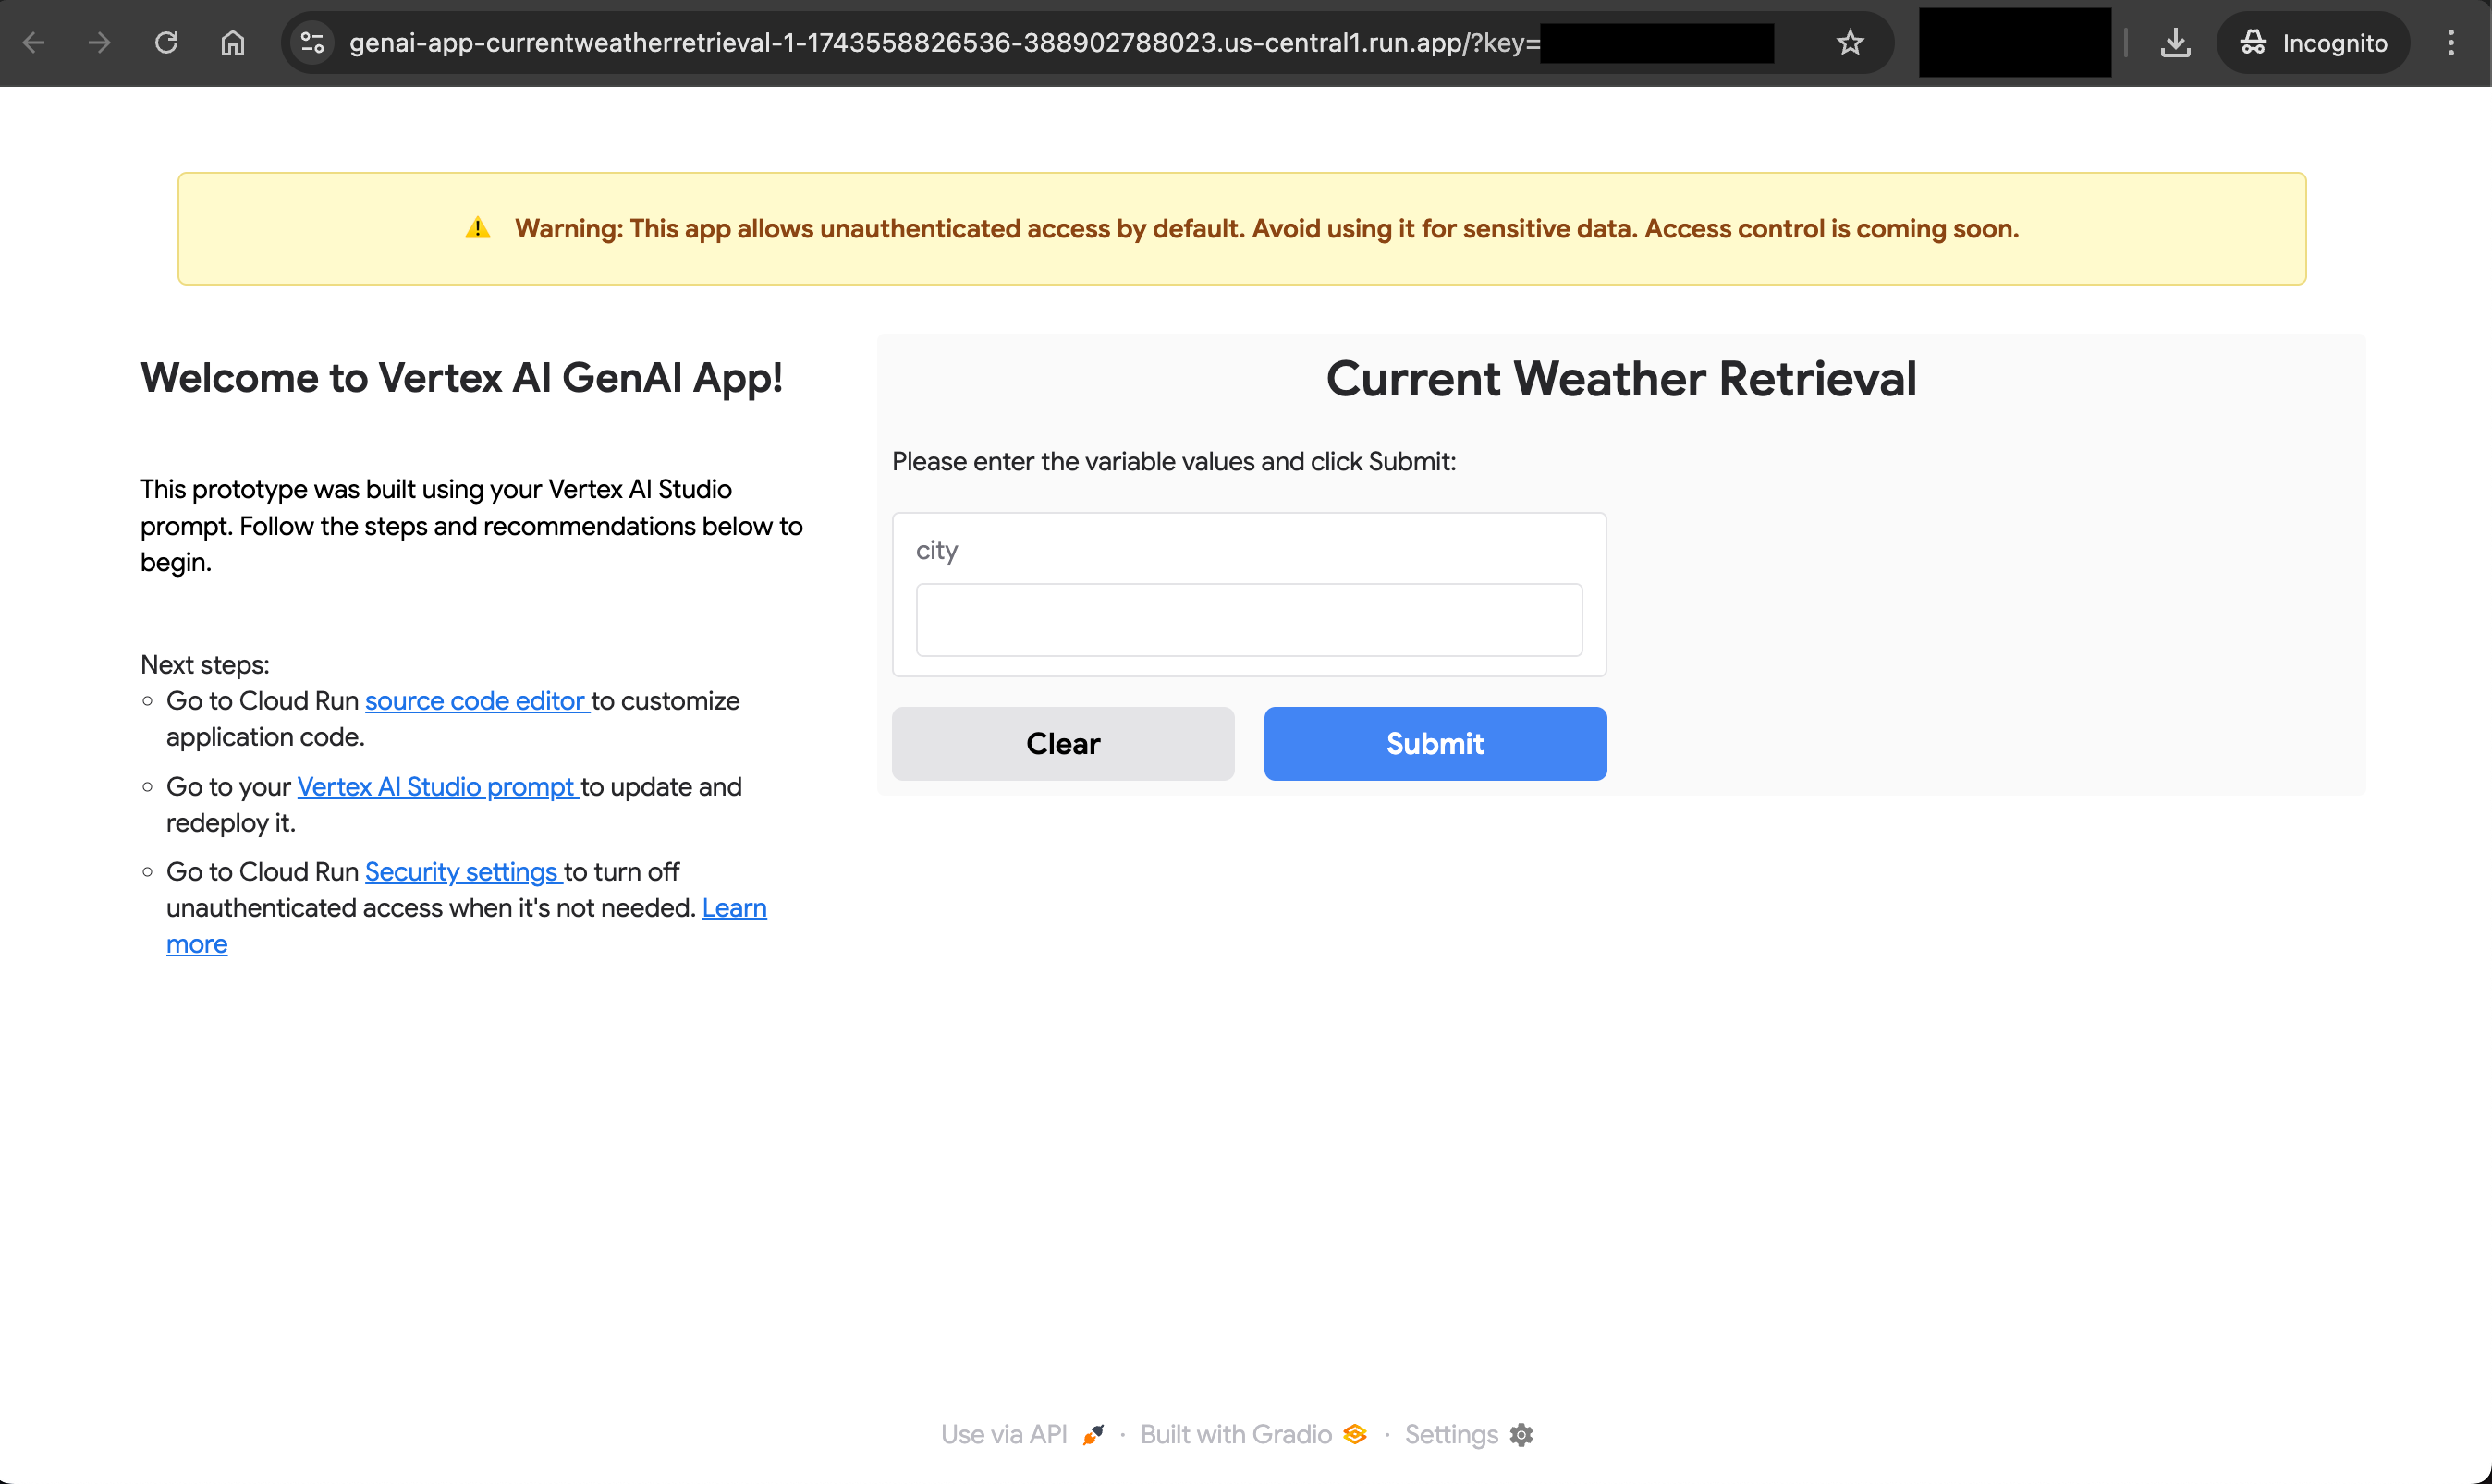 genai-app-currentweatherretrieval-1-1743558826536-388902788023.us-central1.run.app/?key=
Incognito
Warning: This app allows unauthenticated access by default. Avoid using it for sensitive data. Access control is coming soon.
Welcome to Vertex AI GenAI App!
This prototype was built using your Vertex AI Studio
prompt. Follow the steps and recommendations below to
begin.
Next steps:
Go to Cloud Run source code editor to customize
application code.
Go to your Vertex AI Studio prompt to update and
redeploy it.
Go to Cloud Run Security settings to turn off
unauthenticated access when it's not needed. Learn
more
Current Weather Retrieval
Please enter the variable values and click Submit:
city
Clear
Submit
Use via API · Built with Gradio · Settings